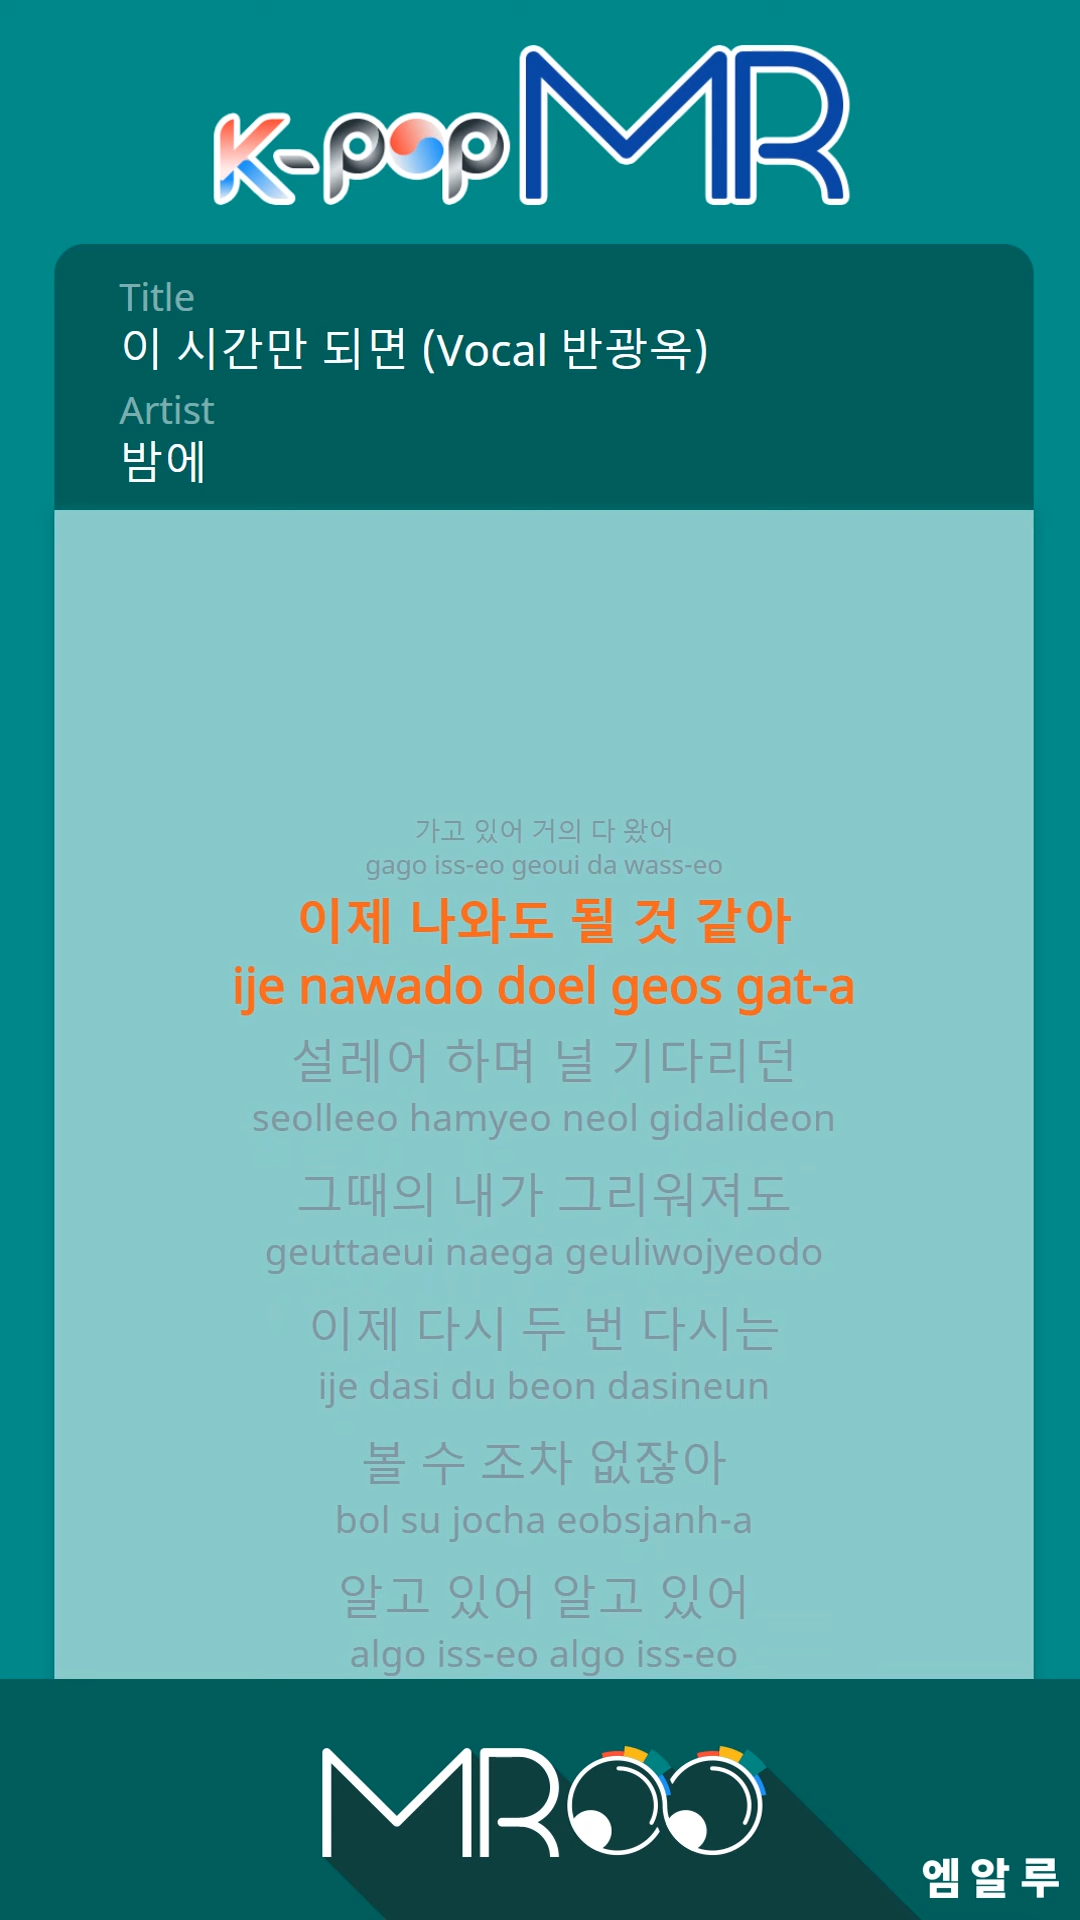 K-pop MR
Title
이 시간만 되면 (Vocal 반광옥)
Artist
밤에
가고 있어 거의 다 왔어
gago iss-eo geoui da wass-eo
이제 나와도 될 것 같아
ije nawado doel geos gat-a
설레어 하며 널 기다리던
seolleeo hamyeo neol gidalideon
그때의 내가 그리워져도
geuttaeui naega geuliwojyeodo
이제 다시 두 번 다시는
ije dasi du beon dasineun
볼 수 조차 없잖아
bol su jocha eobsjanh-a
알고 있어 알고 있어
algo iss-eo algo iss-eo
MROO
엠알루